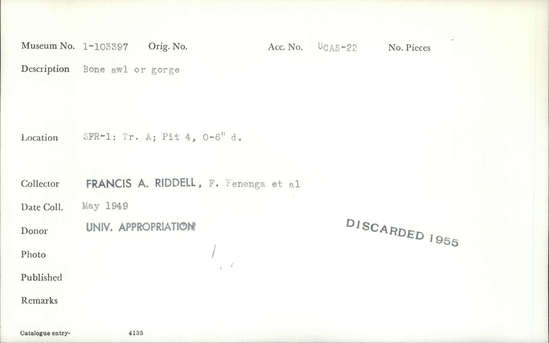 Museum No. 1-103397 Orig. No. Acc. No. UCAS-22 No. Pieces
Description Bone awl or gorge
Location SFR-1: Tr. A; Pit 4, 0-6" d.
Collector FRANCIS A. RIDDELL, F. Fenenga et al
Date Coll. May 1949
Donor UNIV. APPROPRIATION
DISCARDED 1955
Photo
Published
Remarks
Catalogue entry- 4135